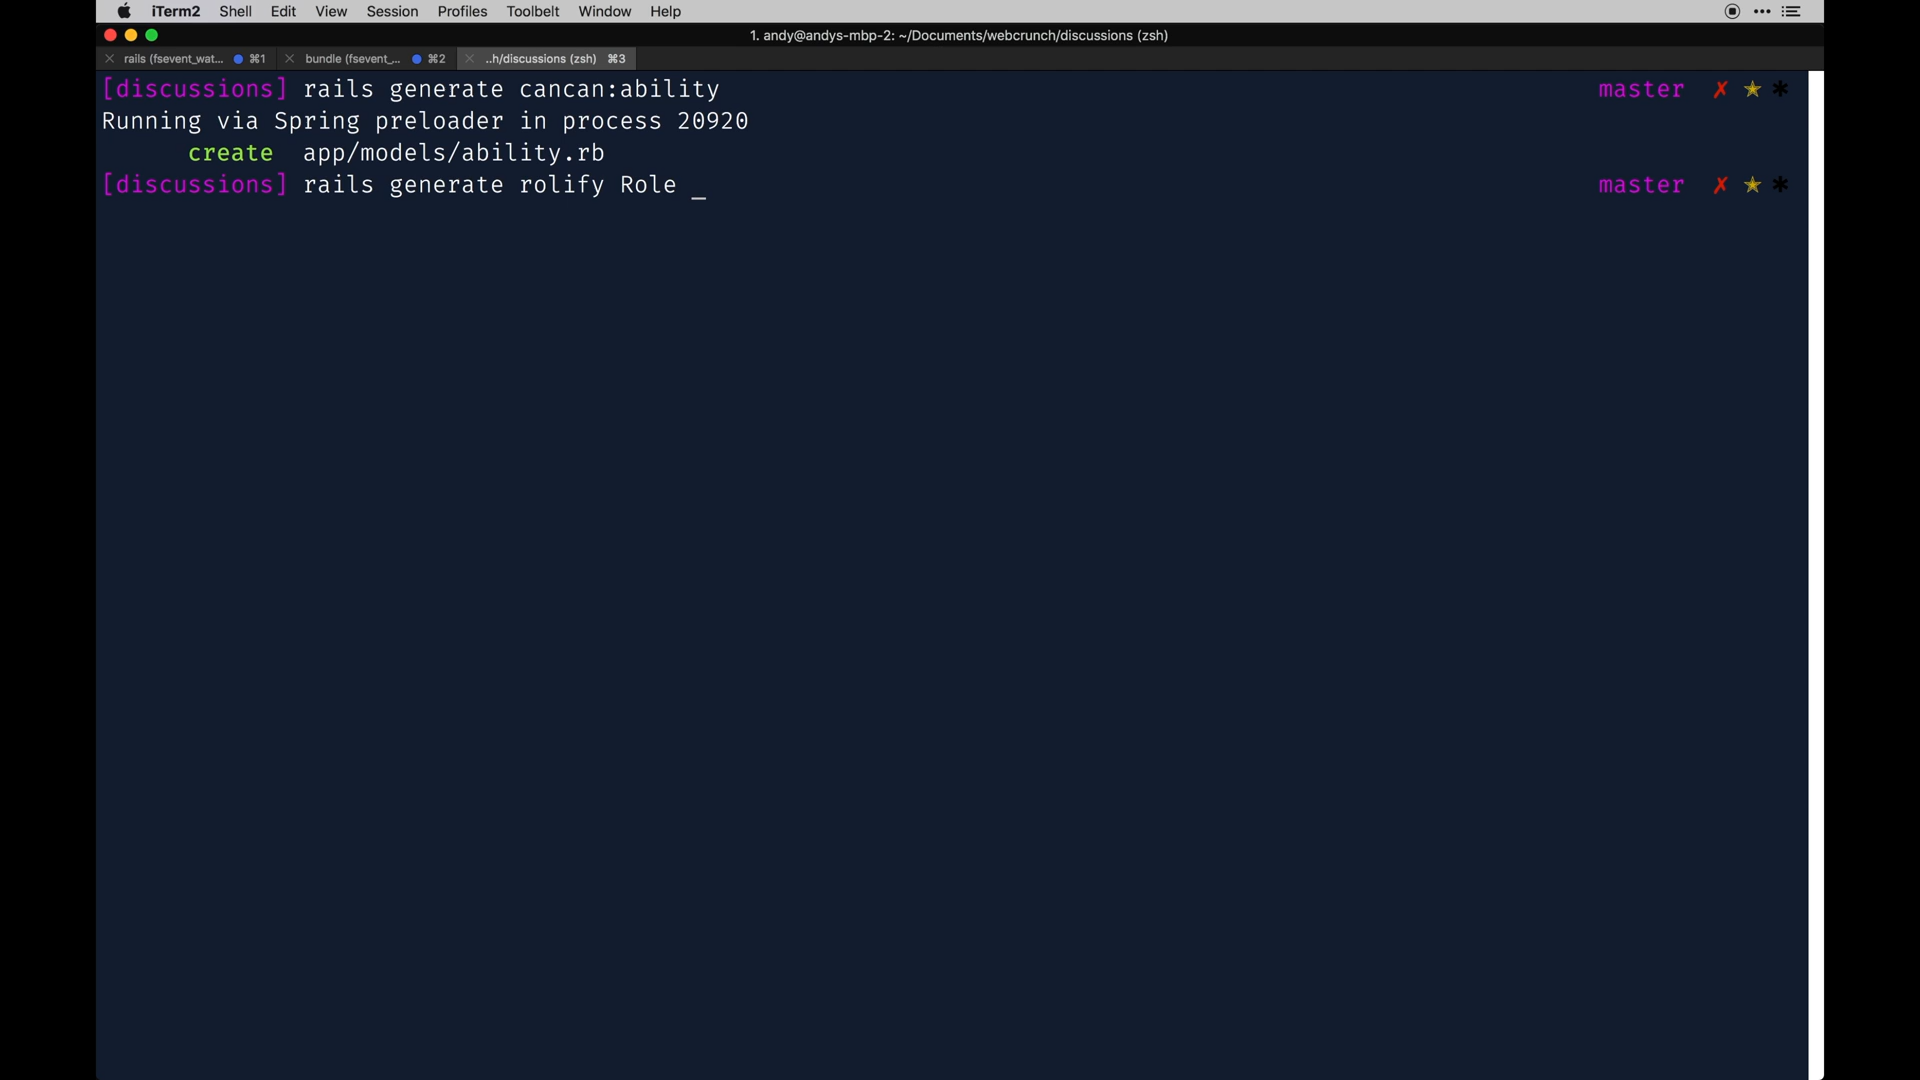 iTerm2 Shell Edit View Session Profiles Toolbelt Window Help
1. andy@andys-mbp-2: ~/Documents/webcrunch/discussions (zsh)
rails (fsevent_wat... ⌘1 bundle (fsevent_... ⌘2 ..h/discussions (zsh) ⌘3
[discussions] rails generate cancan:ability master ✗ ★ ✱
Running via Spring preloader in process 20920
create app/models/ability.rb
[discussions] rails generate rolify Role _ master ✗ ★ ✱